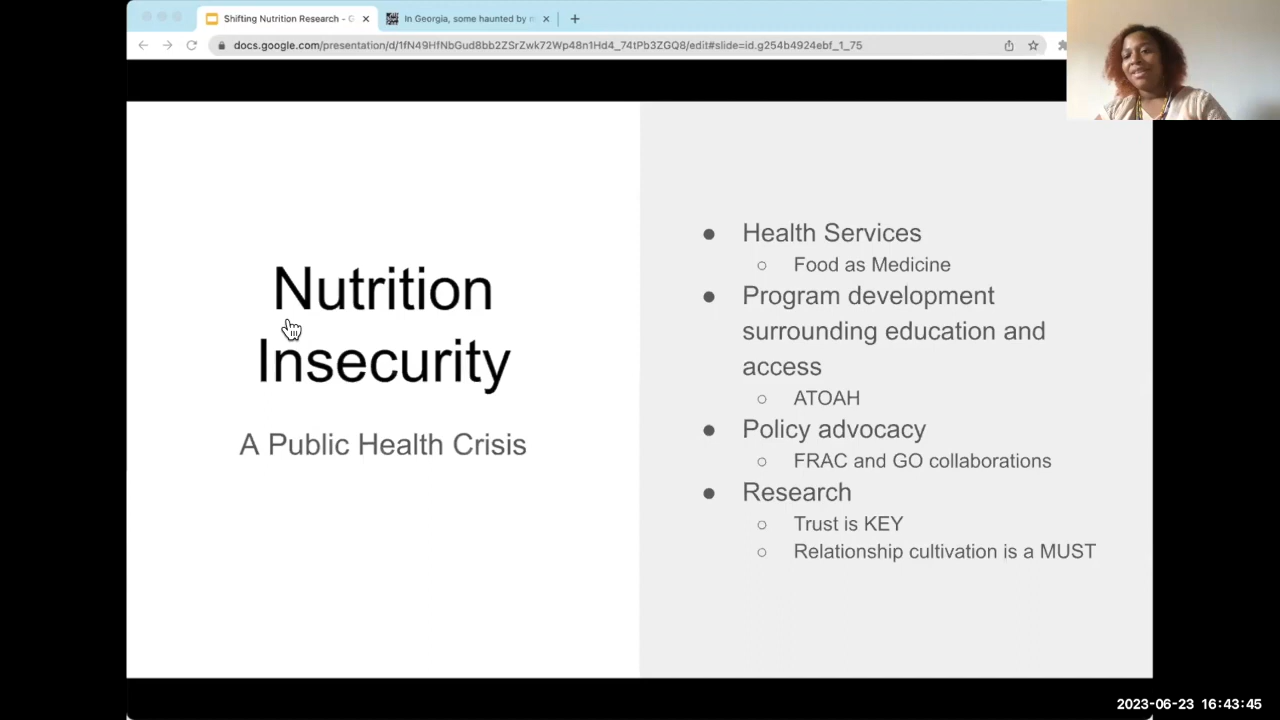 Shifting Nutrition Research - G
In Georgia, some haunted by
docs.google.com/presentation/d/1fN49HfNbGud8bb2ZSrZwk72Wp48n1Hd4_74tPb3ZGQ8/edit#slide=id.g254b4924ebf_1_75
Nutrition
Insecurity
A Public Health Crisis
● Health Services
○ Food as Medicine
● Program development
surrounding education and
access
○ ATOAH
● Policy advocacy
○ FRAC and GO collaborations
● Research
○ Trust is KEY
○ Relationship cultivation is a MUST
2023-06-23 16:43:45